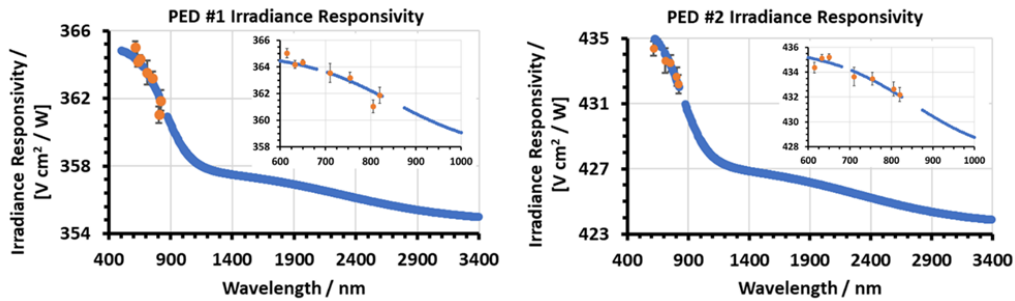 PED #1 Irradiance Responsivity
Irradiance Responsivity /
[V cm² / W]
366
362
358
354
400 900 1400 1900 2400 2900 3400
Wavelength / nm
366
364
362
360
358
600 700 800 900 1000
PED #2 Irradiance Responsivity
Irradiance Responsivity /
[V cm² / W]
435
431
427
423
400 900 1400 1900 2400 2900 3400
Wavelength / nm
436
434
432
430
428
600 700 800 900 1000